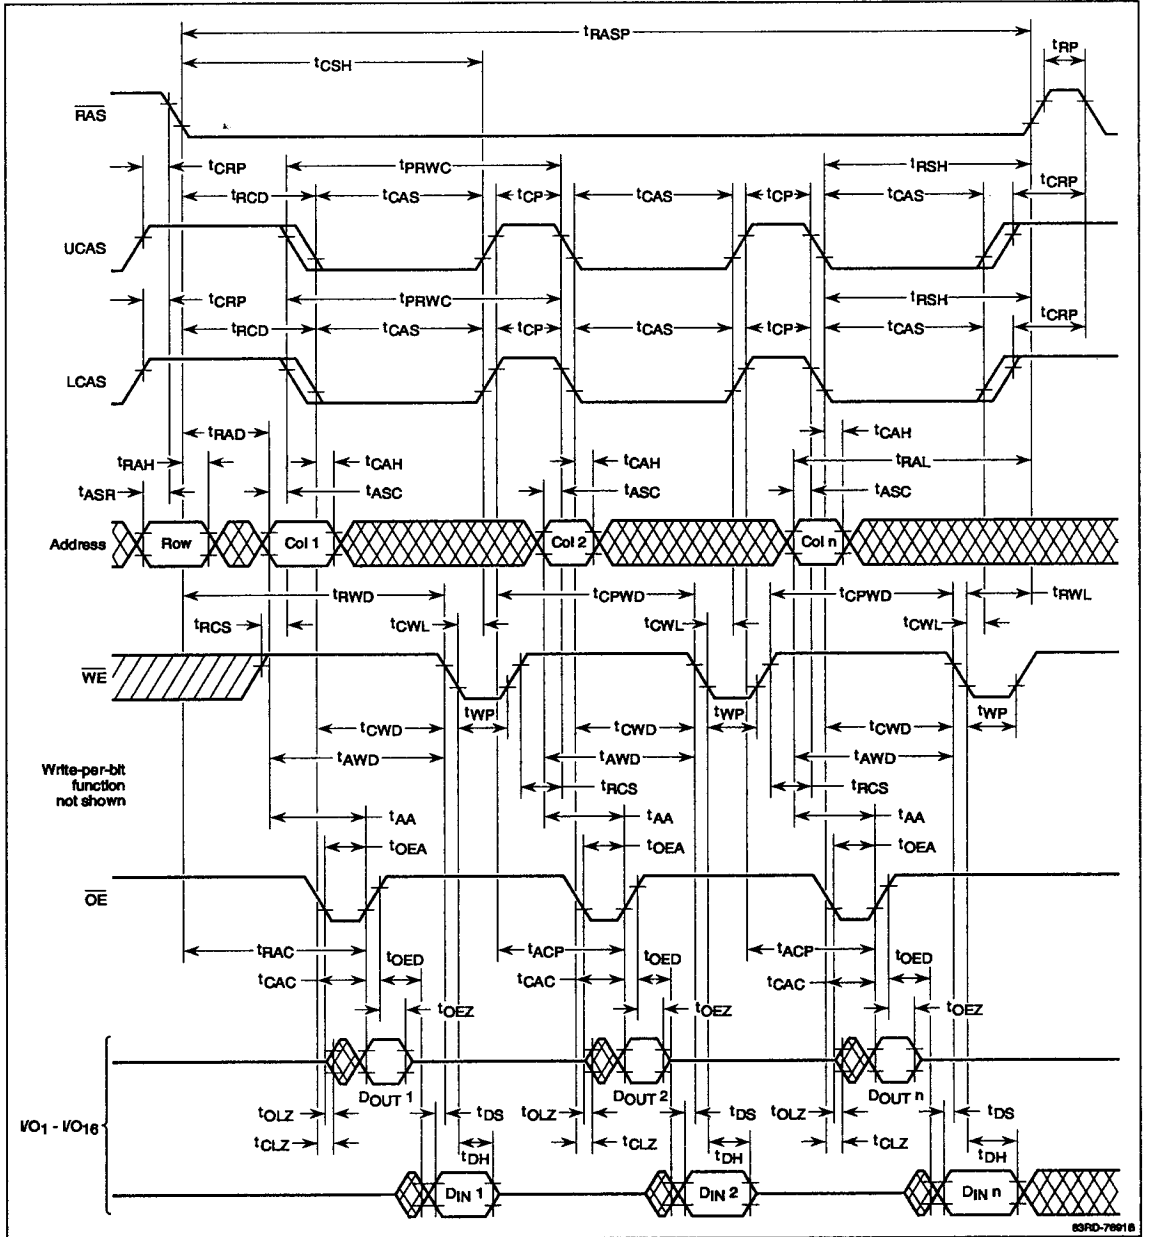 tRASP
tRP
tCSH
RAS
tCRP tPRWC tRSH
tRCD tCAS tCP tCAS tCP tCAS tCRP
UCAS
tCRP tPRWC tRSH
tRCD tCAS tCP tCAS tCP tCAS tCRP
LCAS
tRAD tCAH
tRAH tCAH tCAH tRAL
tASR tASC tASC tASC
Address Row Col 1 Col 2 Col n
tRWD tCPWD tCPWD tRWL
tRCS tCWL tCWL tCWL
WE
tWP tWP tWP
tCWD tCWD tCWD
tAWD tAWD tAWD
Write-per-bit
function
not shown
tRCS tRCS
tAA tAA tAA
tOEA tOEA tOEA
OE
tRAC tOED tACP tOED tACP tOED
tCAC tCAC tCAC
tOEZ tOEZ tOEZ
DOUT 1 DOUT 2 DOUT n
tOLZ tDS tOLZ tDS tOLZ tDS
I/O1 - I/O16
tCLZ tDH tCLZ tDH tCLZ tDH
DIN 1 DIN 2 DIN n
83RD-7691B